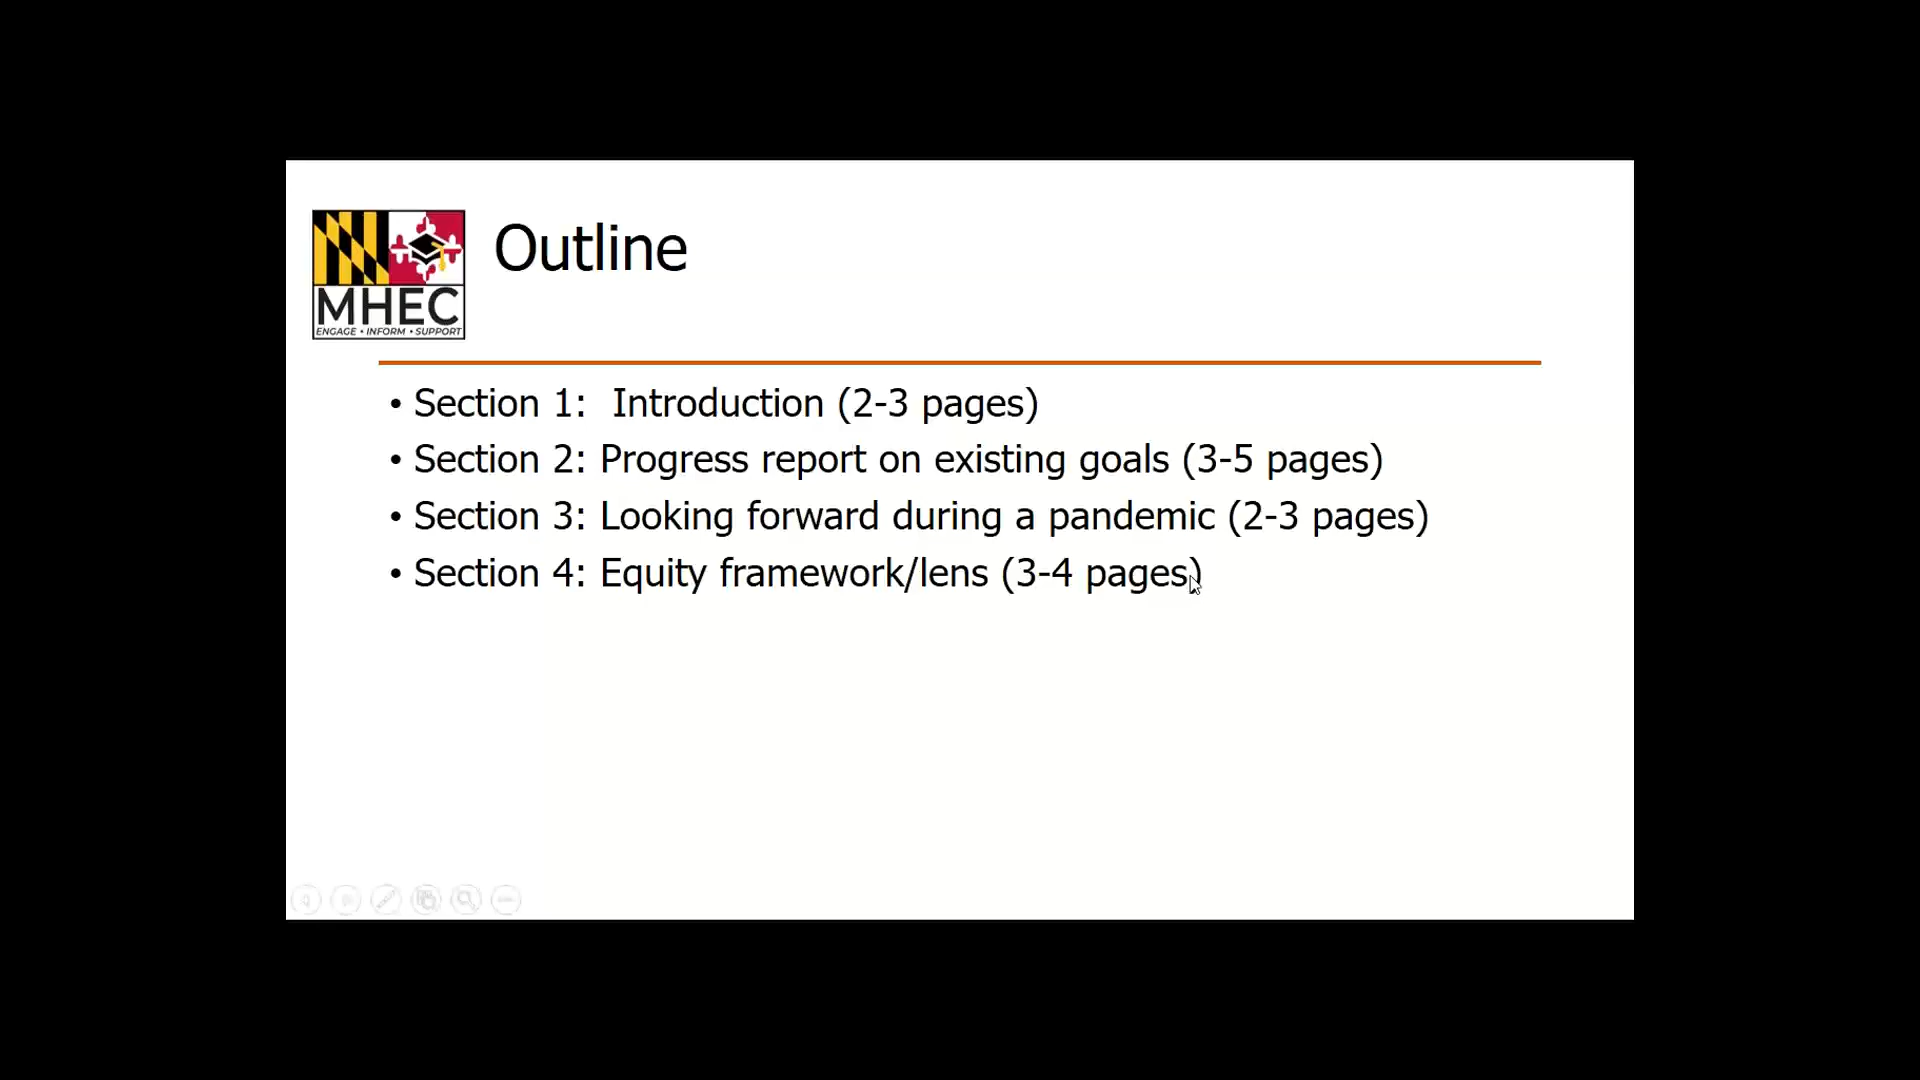 Outline
MHEC
ENGAGE • INFORM • SUPPORT
• Section 1:  Introduction (2-3 pages)
• Section 2: Progress report on existing goals (3-5 pages)
• Section 3: Looking forward during a pandemic (2-3 pages)
• Section 4: Equity framework/lens (3-4 pages)